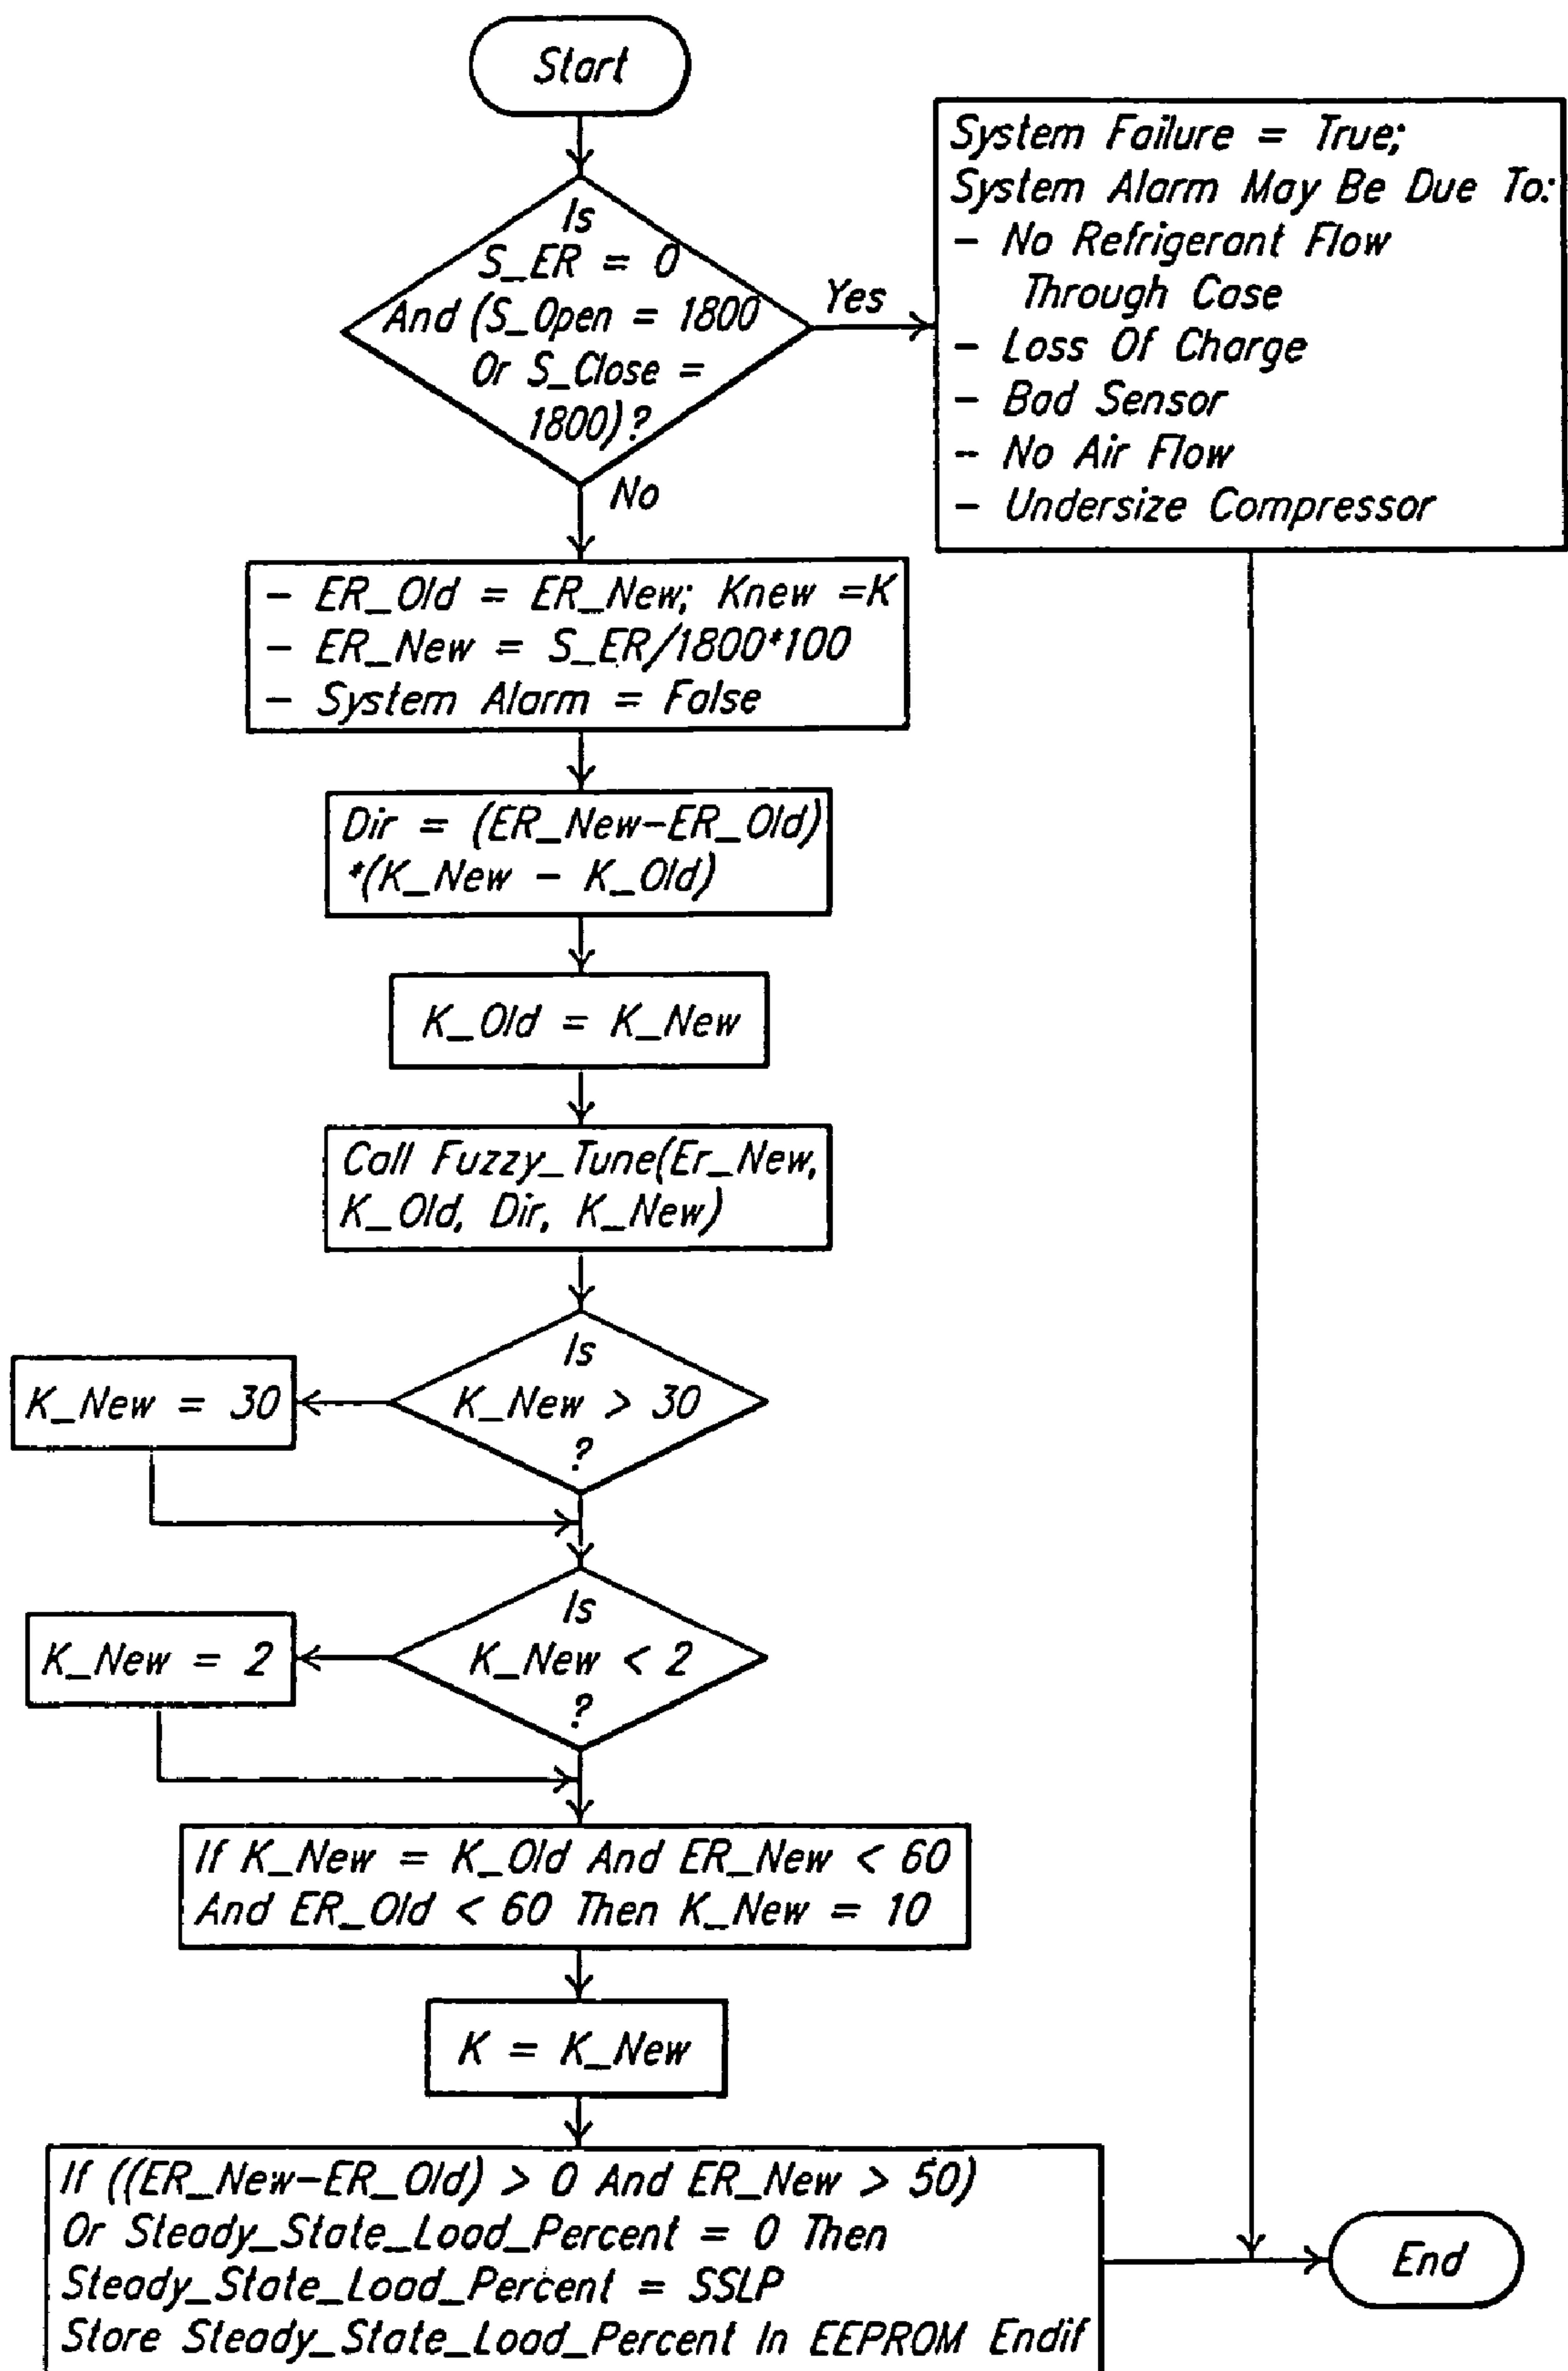 Start
Is
S_ER = 0
And (S_Open = 1800
Or S_Close =
1800)?
Yes
No
System Failure = True;
System Alarm May Be Due To:
- No Refrigerant Flow
Through Case
- Loss Of Charge
- Bad Sensor
- No Air Flow
- Undersize Compressor
- ER_Old = ER_New; Knew =K
- ER_New = S_ER/1800*100
- System Alarm = False
Dir = (ER_New-ER_Old)
*(K_New - K_Old)
K_Old = K_New
Call Fuzzy_Tune(Er_New,
K_Old, Dir, K_New)
Is
K_New > 30
?
K_New = 30
Is
K_New < 2
?
K_New = 2
If K_New = K_Old And ER_New < 60
And ER_Old < 60 Then K_New = 10
K = K_New
If ((ER_New-ER_Old) > 0 And ER_New > 50)
Or Steady_State_Load_Percent = 0 Then
Steady_State_Load_Percent = SSLP
Store Steady_State_Load_Percent In EEPROM Endif
End